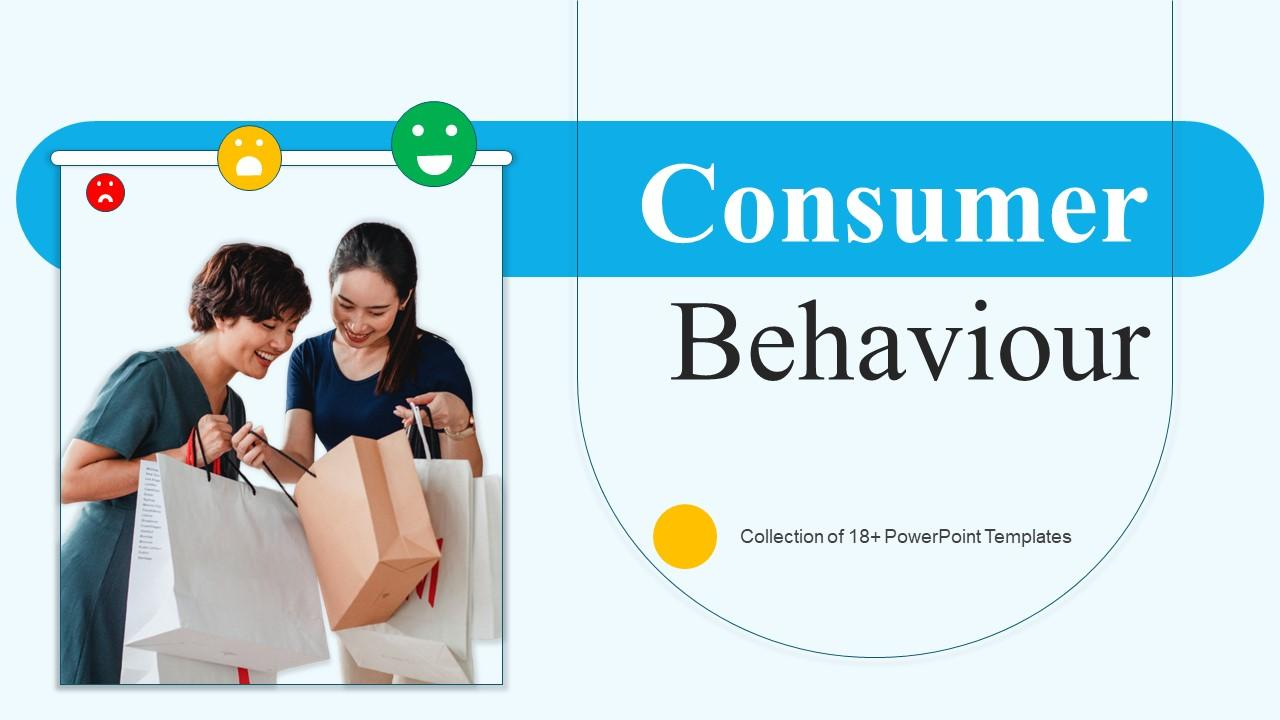 Consumer
Behaviour
Collection of 18+ PowerPoint Templates